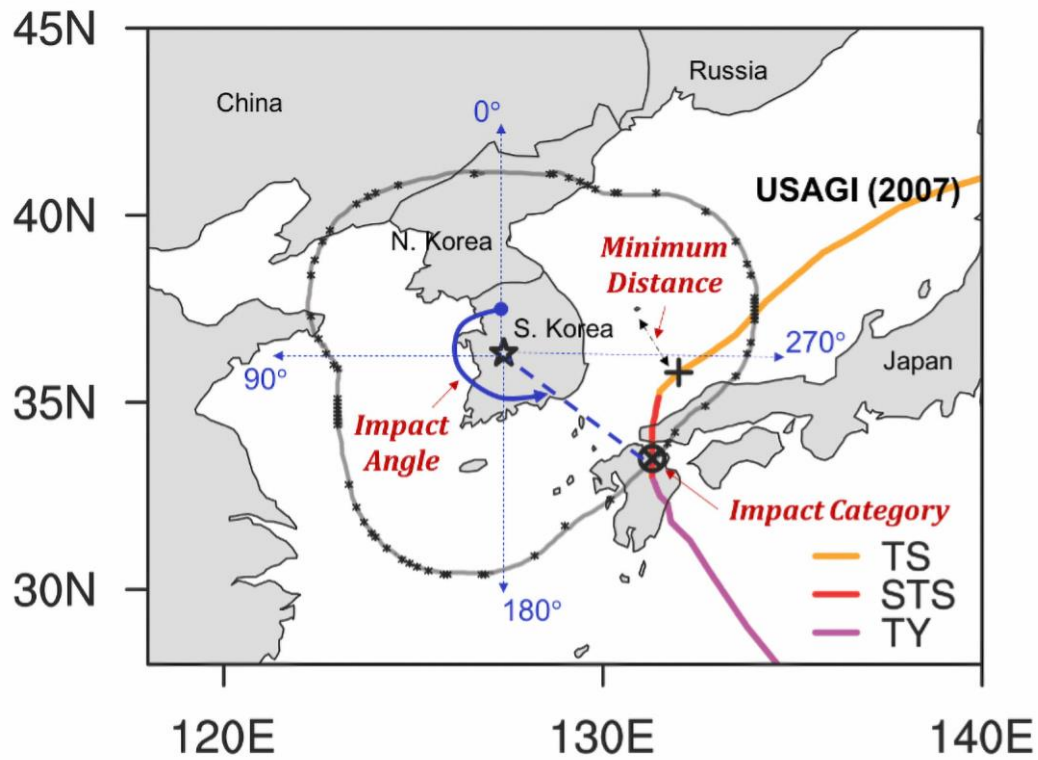 45N
Russia
China
0°
USAGI (2007)
40N
N. Korea
Minimum
Distance
S. Korea
270°
Japan
90°
35N
Impact
Angle
Impact Category
TS
30N
180°
STS
TY
120E
130E
140E